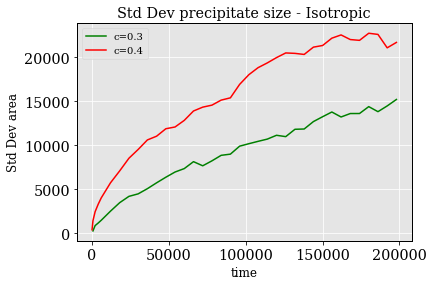 Std Dev precipitate size - Isotropic
c=0.3
c=0.4
Std Dev area
20000
15000
10000
5000
0
0
50000
100000
150000
200000
time